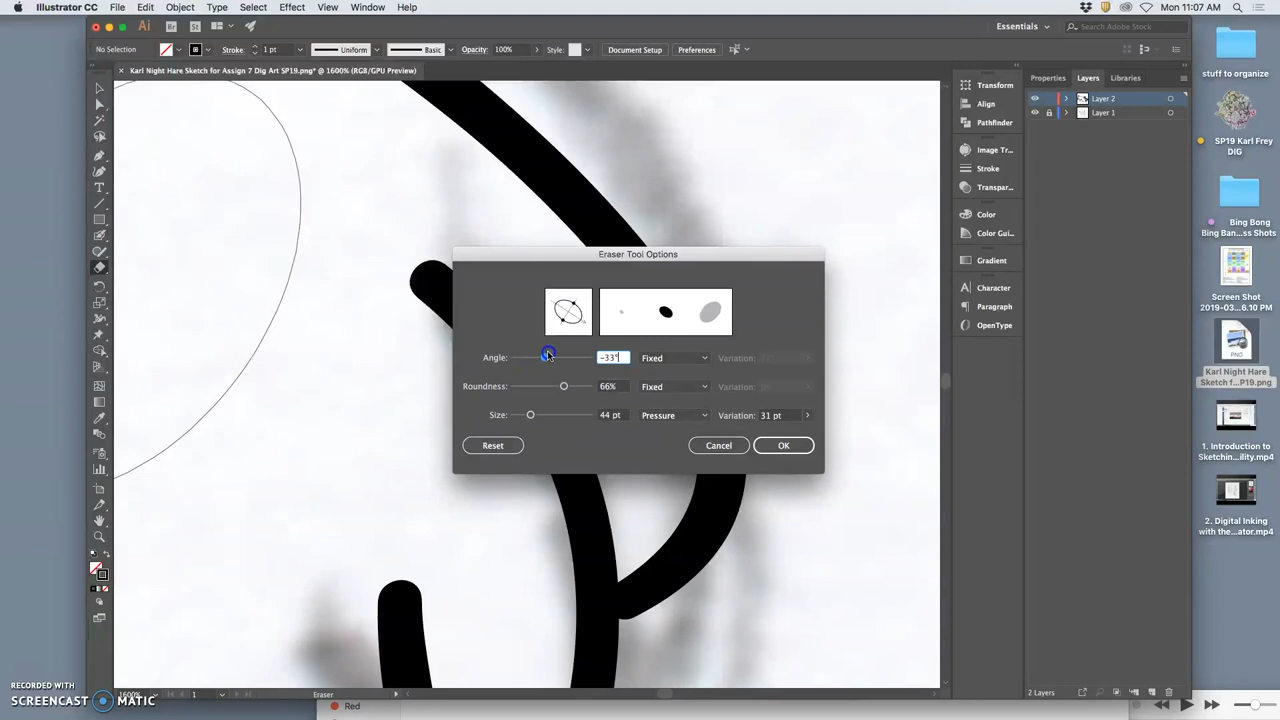 Illustrator CC File Edit Object Type Select Effect View Window Help
Mon 11:07 AM
Ai Br St
Essentials
Search Adobe Stock
No Selection Stroke: 1 pt Uniform Basic Opacity: 100% Style: Document Setup Preferences
× Karl Night Hare Sketch for Assign 7 Dig Art SP19.png* @ 1600% (RGB/GPU Preview)
Properties Layers Libraries
Transform
Align
Pathfinder
Image Tr...
Stroke
Transpar...
Color
Color Gui...
Gradient
Character
Paragraph
OpenType
Layer 2
Layer 1
2 Layers
Eraser Tool Options
Angle: -33° Fixed Variation:
Roundness: 66% Fixed Variation:
Size: 44 pt Pressure Variation: 31 pt
Reset Cancel OK
stuff to organize
SP19 Karl Frey
DIG
Bing Bong
Bing Ban...ss Shots
Screen Shot
2019-03...6.10 PM
PNG
Karl Night Hare
Sketch f...P19.png
1. Introduction to
Sketchin...ility.mp4
2. Digital Inking
with the...ator.mp4
1600% 1 Eraser
Red
RECORDED WITH
SCREENCAST MATIC